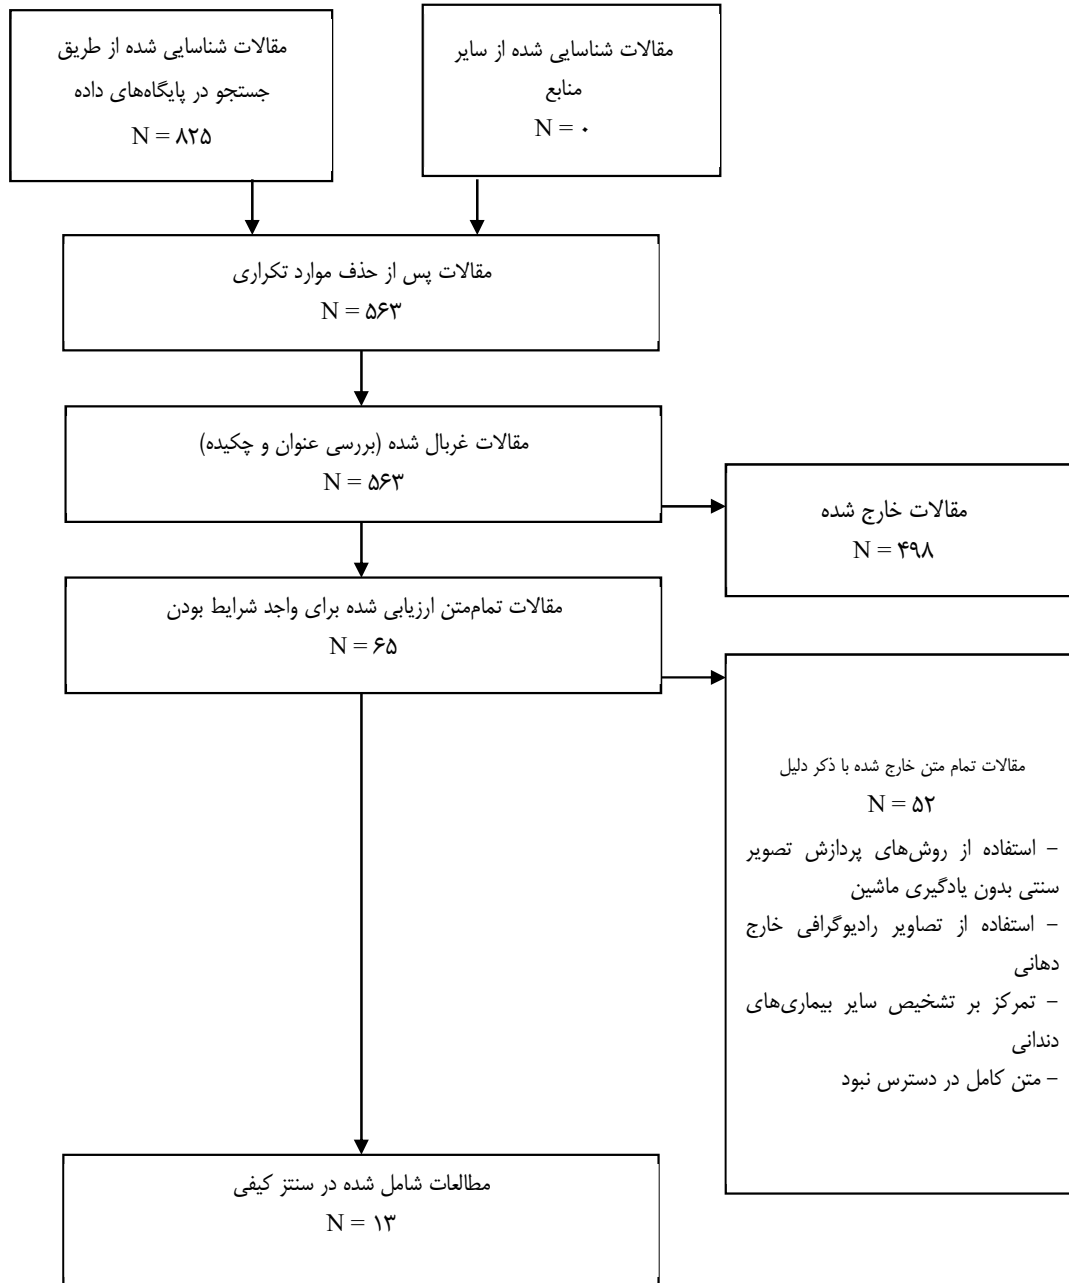 مقالات شناسایی شده از طریق
جستجو در پایگاه‌های داده
N = ۸۲۵
مقالات شناسایی شده از سایر
منابع
N = ۰
مقالات پس از حذف موارد تکراری
N = ۵۶۳
مقالات غربال شده (بررسی عنوان و چکیده)
N = ۵۶۳
مقالات خارج شده
N = ۴۹۸
مقالات تمام‌متن ارزیابی شده برای واجد شرایط بودن
N = ۶۵
مقالات تمام متن خارج شده با ذکر دلیل
N = ۵۲
– استفاده از روش‌های پردازش تصویر
سنتی بدون یادگیری ماشین
– استفاده از تصاویر رادیوگرافی خارج
دهانی
– تمرکز بر تشخیص سایر بیماری‌های
دندانی
– متن کامل در دسترس نبود
مطالعات شامل شده در سنتز کیفی
N = ۱۳